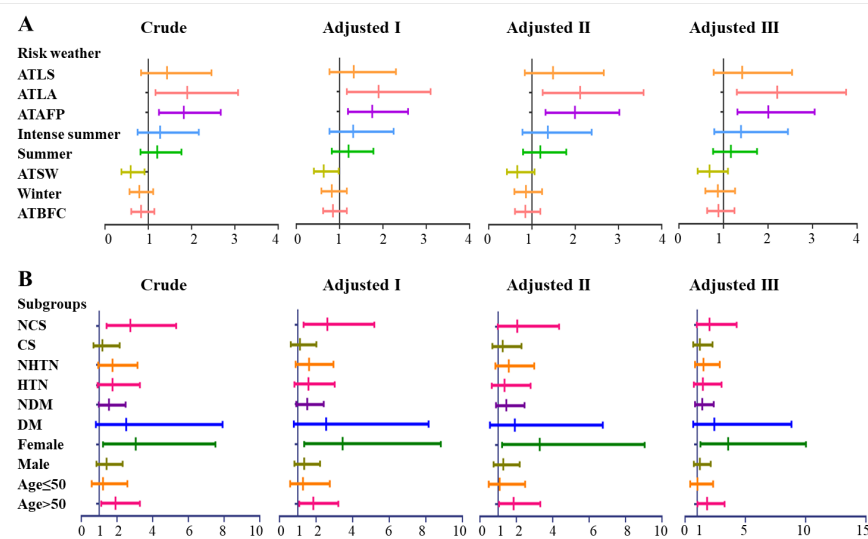 A
Crude Adjusted I Adjusted II Adjusted III
Risk weather
ATLS
ATLA
ATAFP
Intense summer
Summer
ATSW
Winter
ATBFC
0 1 2 3 4 0 1 2 3 4 0 1 2 3 4 0 1 2 3 4
B
Crude Adjusted I Adjusted II Adjusted III
Subgroups
NCS
CS
NHTN
HTN
NDM
DM
Female
Male
Age≤50
Age>50
0 1 2 4 6 8 10 0 1 2 4 6 8 10 0 1 2 4 6 8 10 0 1 5 10 15